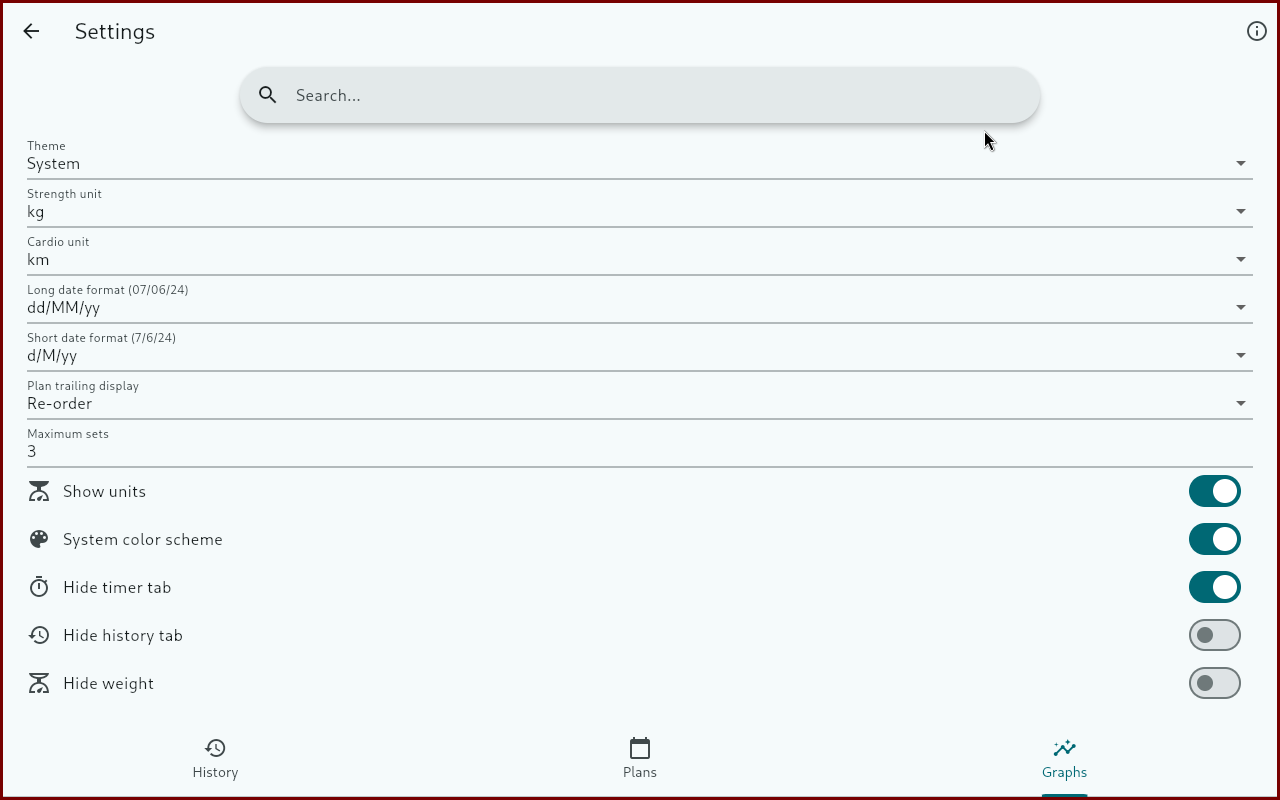 Settings
Search...
Theme
System
Strength unit
kg
Cardio unit
km
Long date format (07/06/24)
dd/MM/yy
Short date format (7/6/24)
d/M/yy
Plan trailing display
Re-order
Maximum sets
3
Show units
System color scheme
Hide timer tab
Hide history tab
Hide weight
History
Plans
Graphs